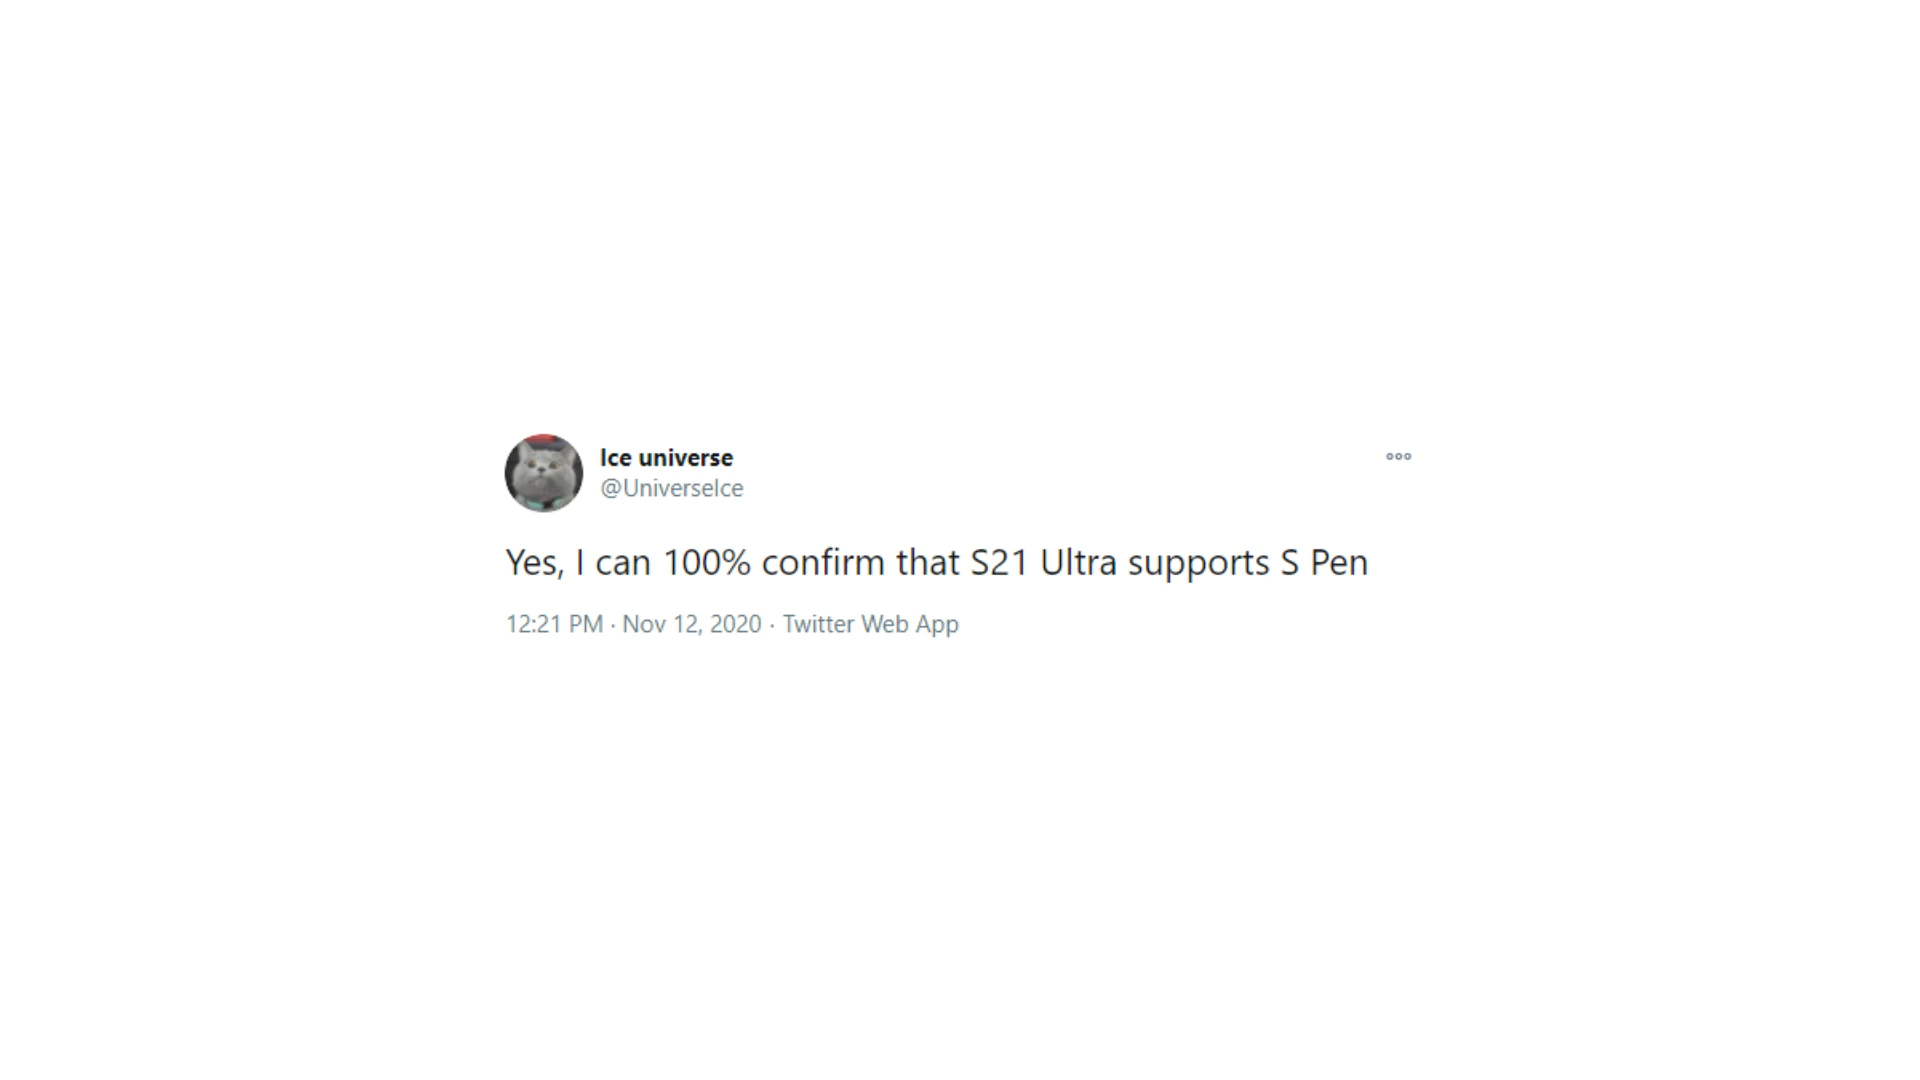 Ice universe
@UniverseIce
Yes, I can 100% confirm that S21 Ultra supports S Pen
12:21 PM · Nov 12, 2020 · Twitter Web App